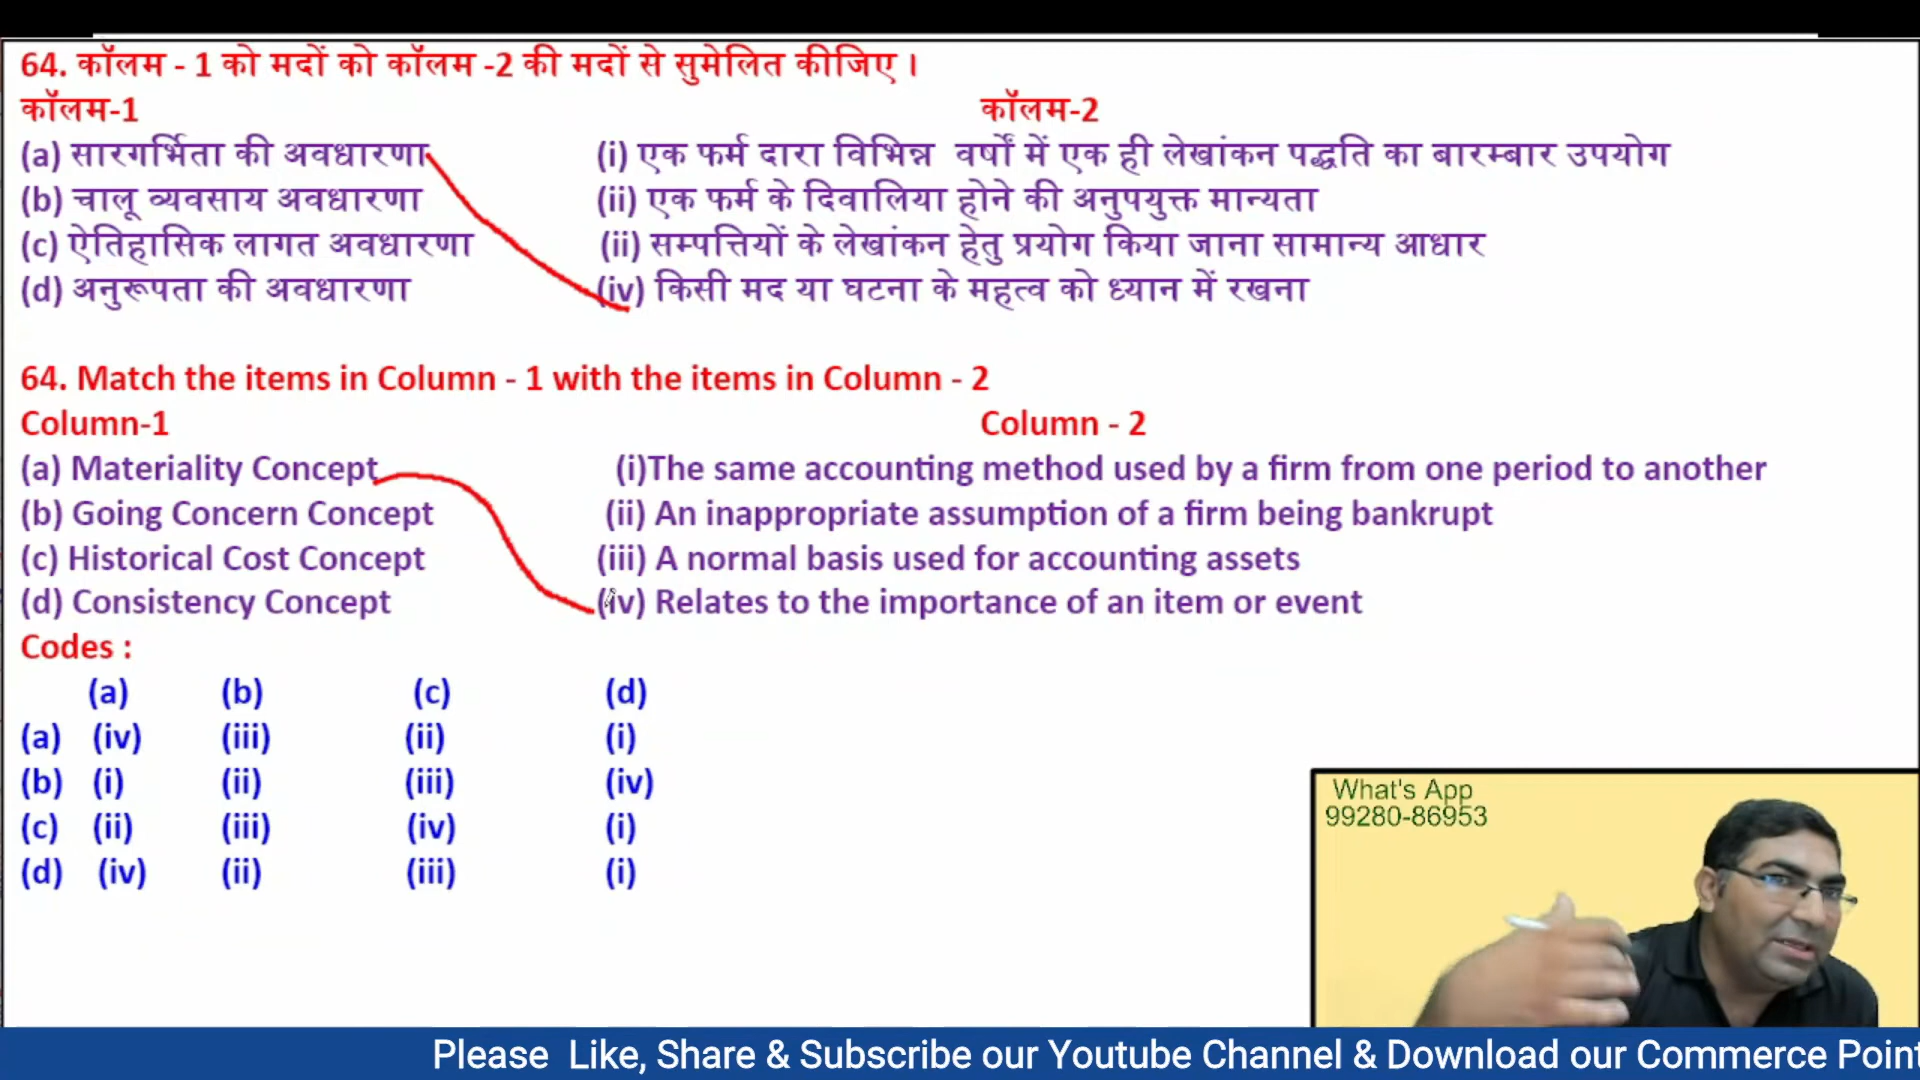 64. कॉलम - 1 को मदों को कॉलम -2 की मदों से सुमेलित कीजिए ।
कॉलम-1 कॉलम-2
(a) सारगर्भिता की अवधारणा (i) एक फर्म दारा विभिन्न वर्षों में एक ही लेखांकन पद्धति का बारम्बार उपयोग
(b) चालू व्यवसाय अवधारणा (ii) एक फर्म के दिवालिया होने की अनुपयुक्त मान्यता
(c) ऐतिहासिक लागत अवधारणा (ii) सम्पत्तियों के लेखांकन हेतु प्रयोग किया जाना सामान्य आधार
(d) अनुरूपता की अवधारणा (iv) किसी मद या घटना के महत्व को ध्यान में रखना
64. Match the items in Column - 1 with the items in Column - 2
Column-1 Column - 2
(a) Materiality Concept (i)The same accounting method used by a firm from one period to another
(b) Going Concern Concept (ii) An inappropriate assumption of a firm being bankrupt
(c) Historical Cost Concept (iii) A normal basis used for accounting assets
(d) Consistency Concept (iv) Relates to the importance of an item or event
Codes :
(a) (b) (c) (d)
(a) (iv) (iii) (ii) (i)
(b) (i) (ii) (iii) (iv)
(c) (ii) (iii) (iv) (i)
(d) (iv) (ii) (iii) (i)
What's App
99280-86953
Please Like, Share & Subscribe our Youtube Channel & Download our Commerce Point